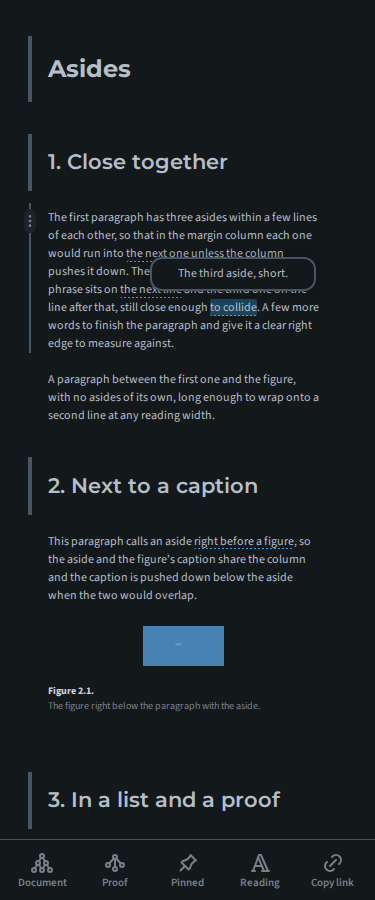 Asides
1. Close together
The first paragraph has three asides within a few lines
of each other, so that in the margin column each one
would run into the next one unless the column
pushes it down. The
The third aside, short.
phrase sits on the next line and the third one on the
line after that, still close enough to collide. A few more
words to finish the paragraph and give it a clear right
edge to measure against.
A paragraph between the first one and the figure,
with no asides of its own, long enough to wrap onto a
second line at any reading width.
2. Next to a caption
This paragraph calls an aside right before a figure, so
the aside and the figure's caption share the column
and the caption is pushed down below the aside
when the two would overlap.
Figure 2.1.
The figure right below the paragraph with the aside.
3. In a list and a proof
Document Proof Pinned Reading Copy link